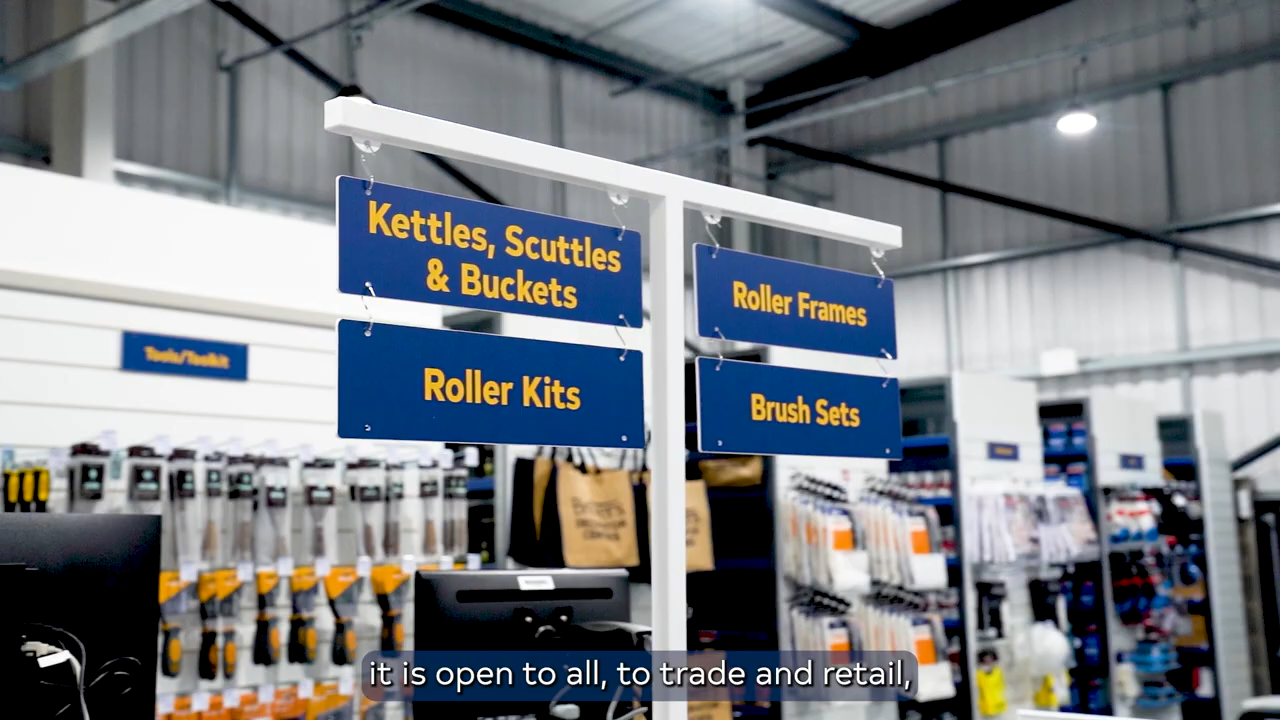 Kettles, Scuttles
& Buckets
Roller Frames
Roller Kits
Brush Sets
Tools/Toolkit
it is open to all, to trade and retail,